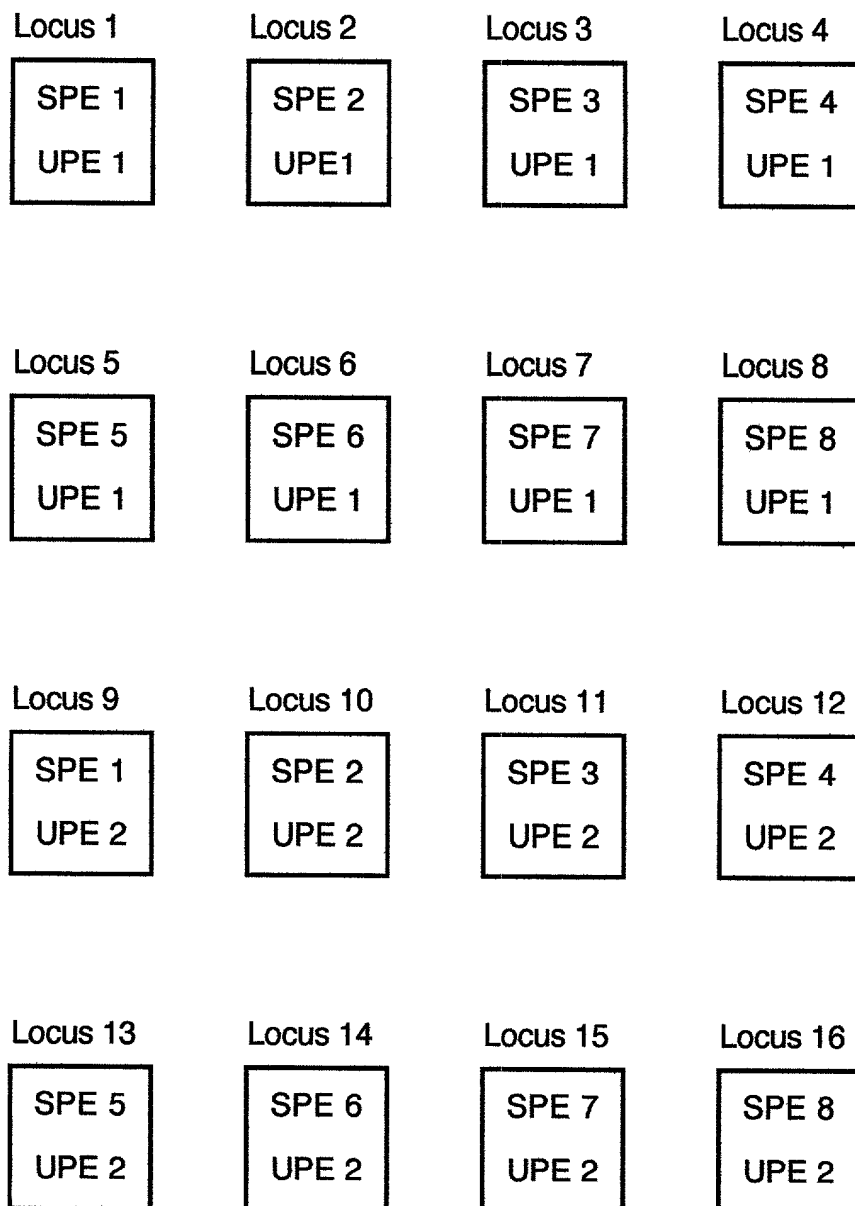 Locus 1 Locus 2 Locus 3 Locus 4
SPE 1 SPE 2 SPE 3 SPE 4
UPE 1 UPE1 UPE 1 UPE 1
Locus 5 Locus 6 Locus 7 Locus 8
SPE 5 SPE 6 SPE 7 SPE 8
UPE 1 UPE 1 UPE 1 UPE 1
Locus 9 Locus 10 Locus 11 Locus 12
SPE 1 SPE 2 SPE 3 SPE 4
UPE 2 UPE 2 UPE 2 UPE 2
Locus 13 Locus 14 Locus 15 Locus 16
SPE 5 SPE 6 SPE 7 SPE 8
UPE 2 UPE 2 UPE 2 UPE 2